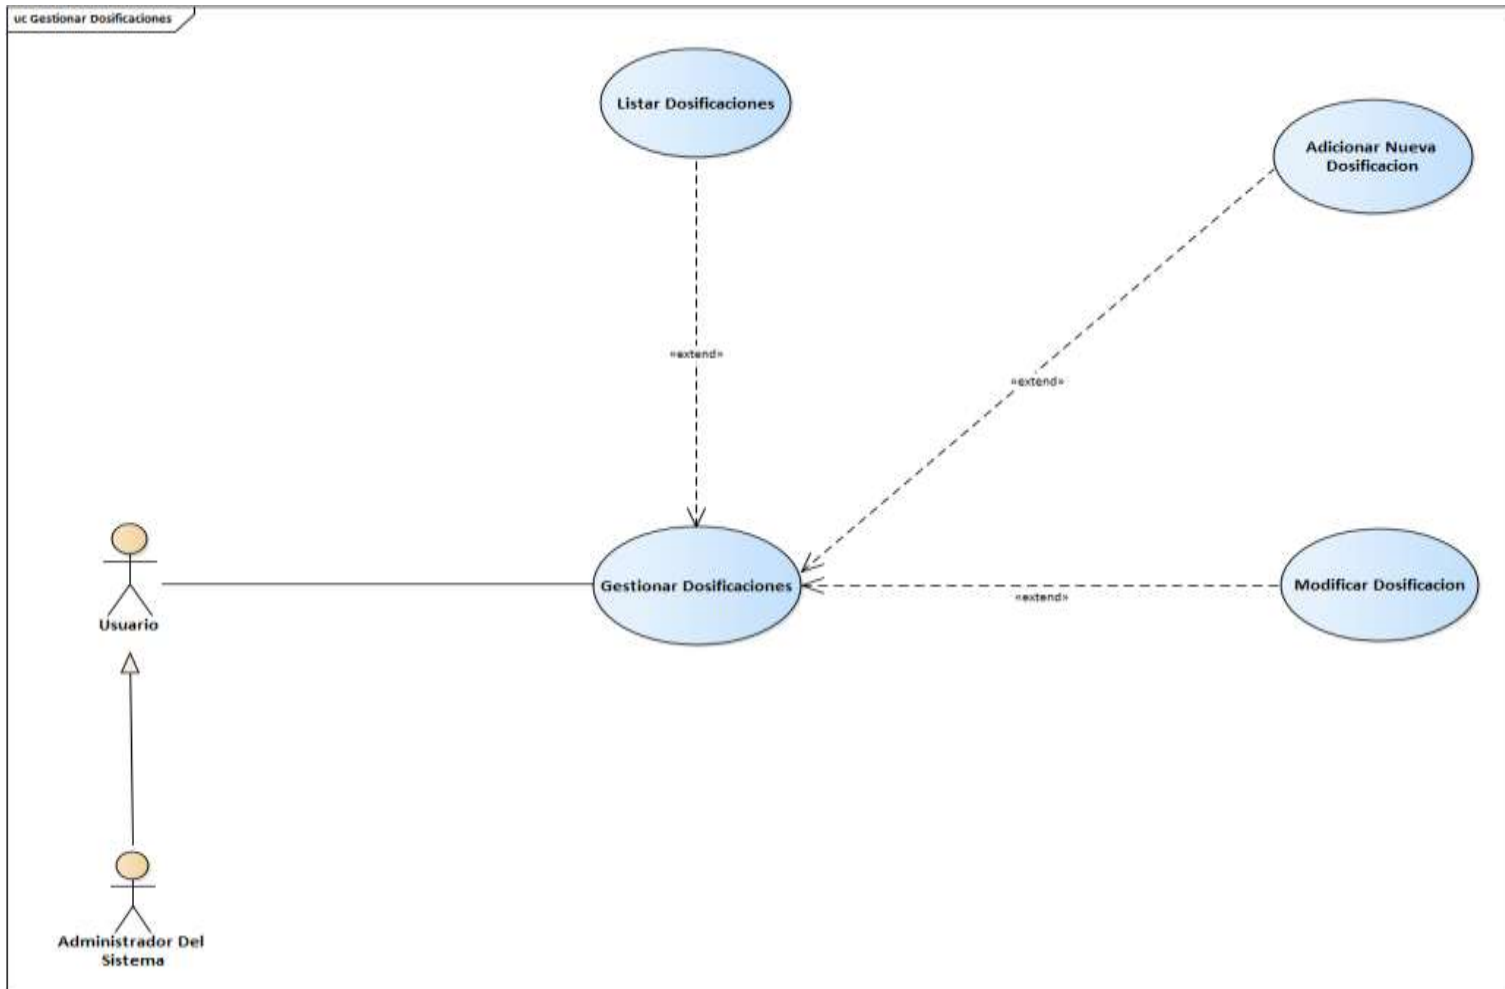 uc Gestionar Dosificaciones
Listar Dosificaciones
Adicionar Nueva
Dosificacion
«extend»
«extend»
Gestionar Dosificaciones
Modificar Dosificacion
«extend»
Usuario
Administrador Del
Sistema